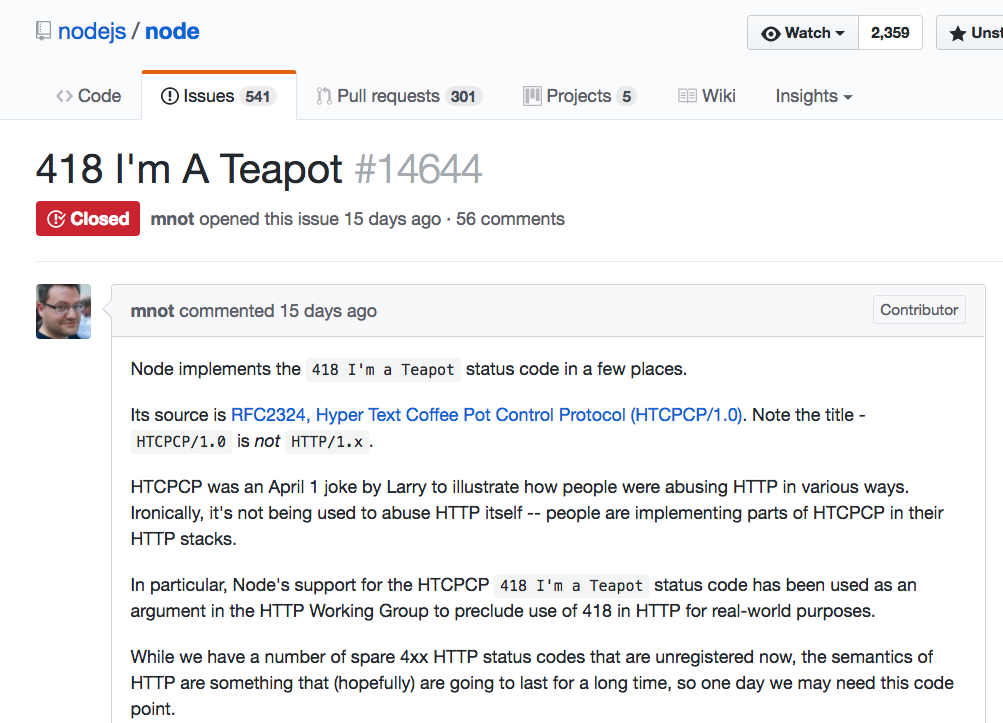 nodejs / node
Watch 2,359
Code Issues 541 Pull requests 301 Projects 5 Wiki Insights
418 I'm A Teapot #14644
Closed mnot opened this issue 15 days ago · 56 comments
mnot commented 15 days ago Contributor
Node implements the 418 I'm a Teapot status code in a few places.
Its source is RFC2324, Hyper Text Coffee Pot Control Protocol (HTCPCP/1.0). Note the title -
HTCPCP/1.0 is not HTTP/1.x.
HTCPCP was an April 1 joke by Larry to illustrate how people were abusing HTTP in various ways.
Ironically, it's not being used to abuse HTTP itself -- people are implementing parts of HTCPCP in their
HTTP stacks.
In particular, Node's support for the HTCPCP 418 I'm a Teapot status code has been used as an
argument in the HTTP Working Group to preclude use of 418 in HTTP for real-world purposes.
While we have a number of spare 4xx HTTP status codes that are unregistered now, the semantics of
HTTP are something that (hopefully) are going to last for a long time, so one day we may need this code
point.